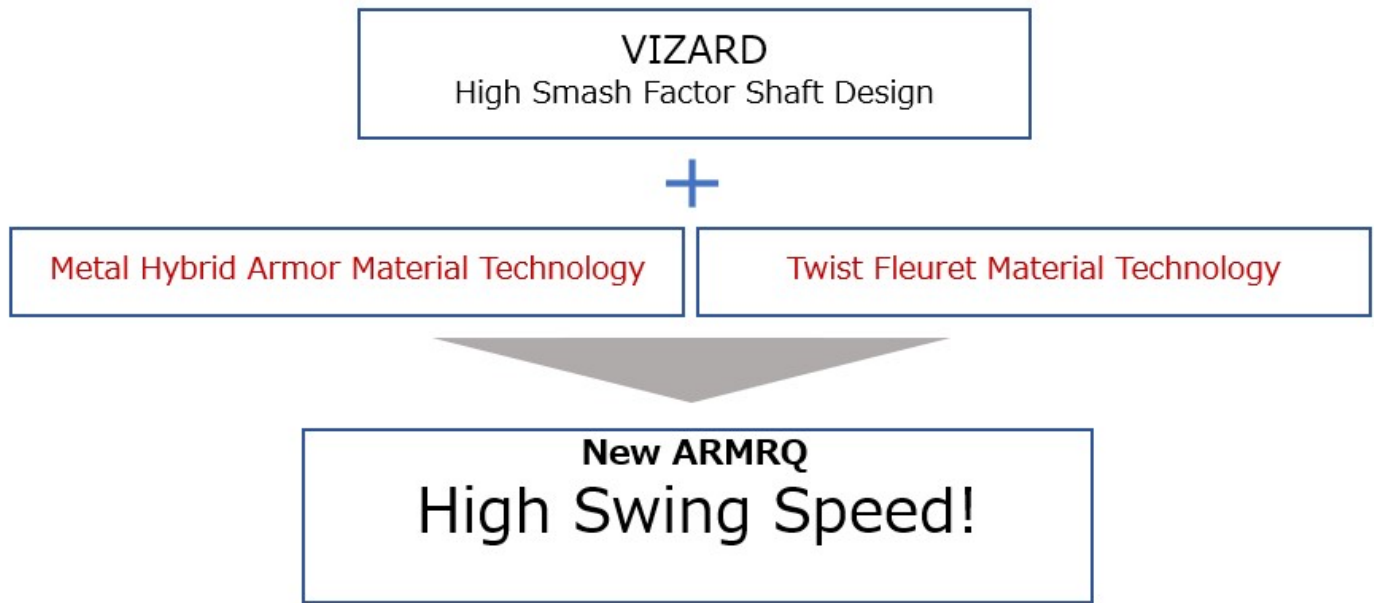 VIZARD
High Smash Factor Shaft Design
+
Metal Hybrid Armor Material Technology
Twist Fleuret Material Technology
New ARMRQ
High Swing Speed!